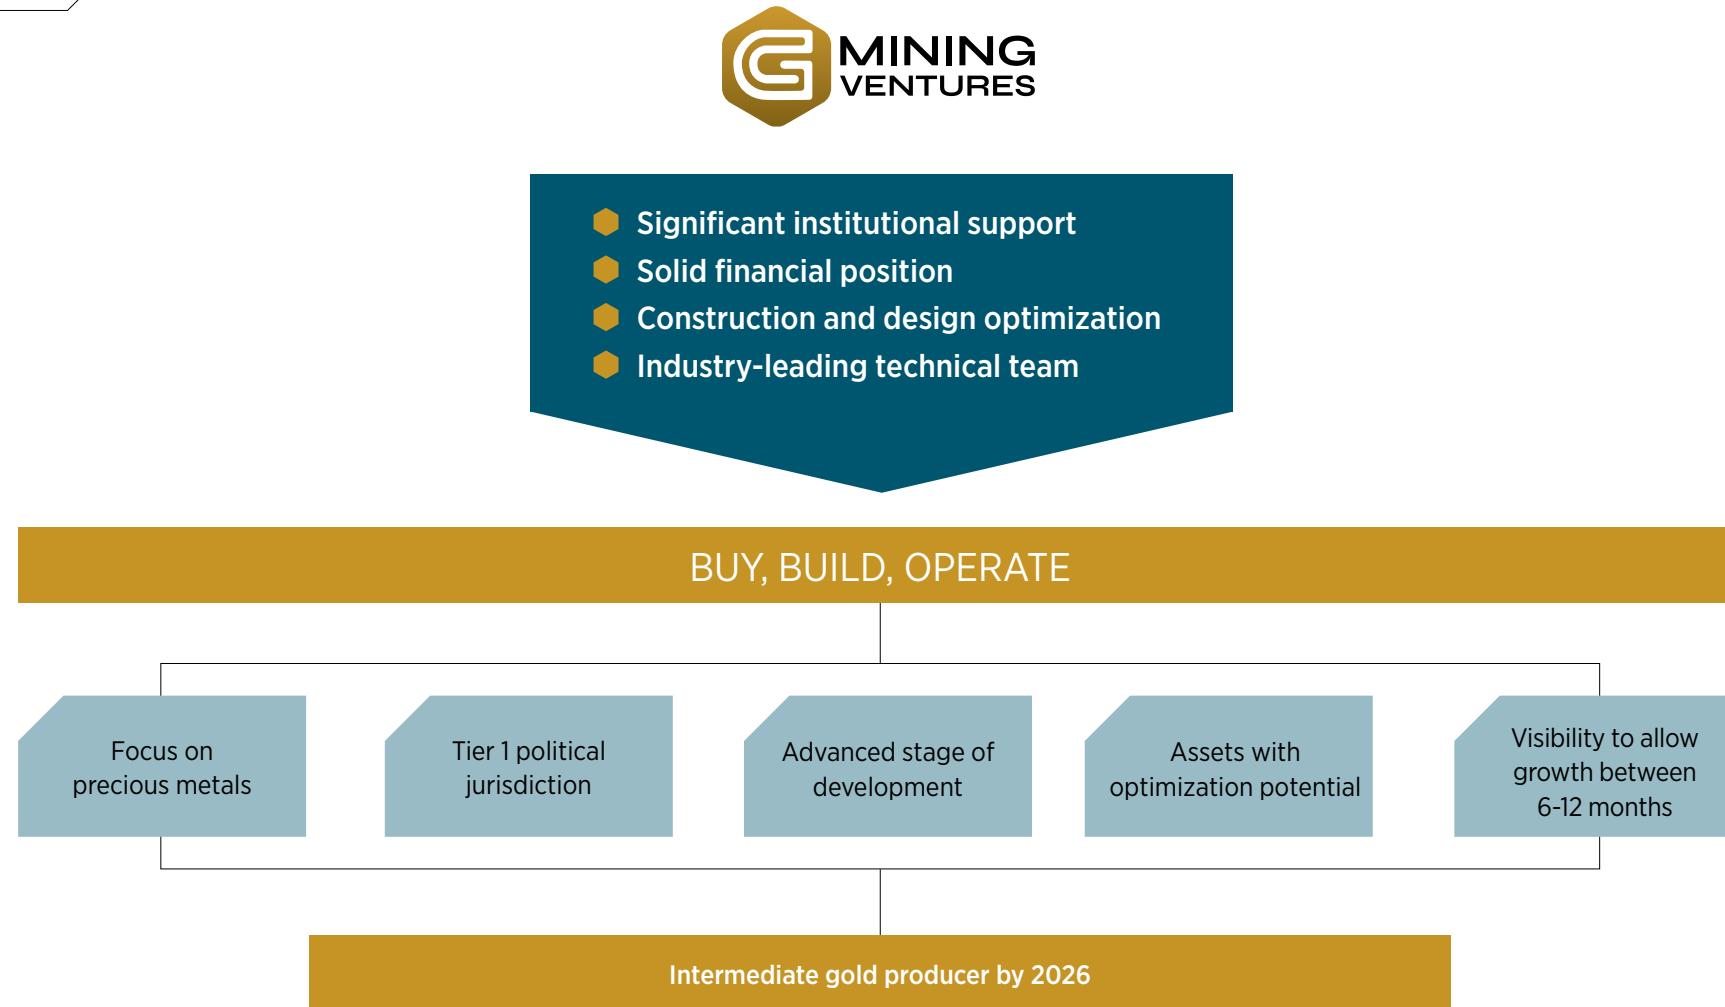 G MINING
VENTURES
Significant institutional support
Solid financial position
Construction and design optimization
Industry-leading technical team
BUY, BUILD, OPERATE
Focus on
precious metals
Tier 1 political
jurisdiction
Advanced stage of
development
Assets with
optimization potential
Visibility to allow
growth between
6-12 months
Intermediate gold producer by 2026